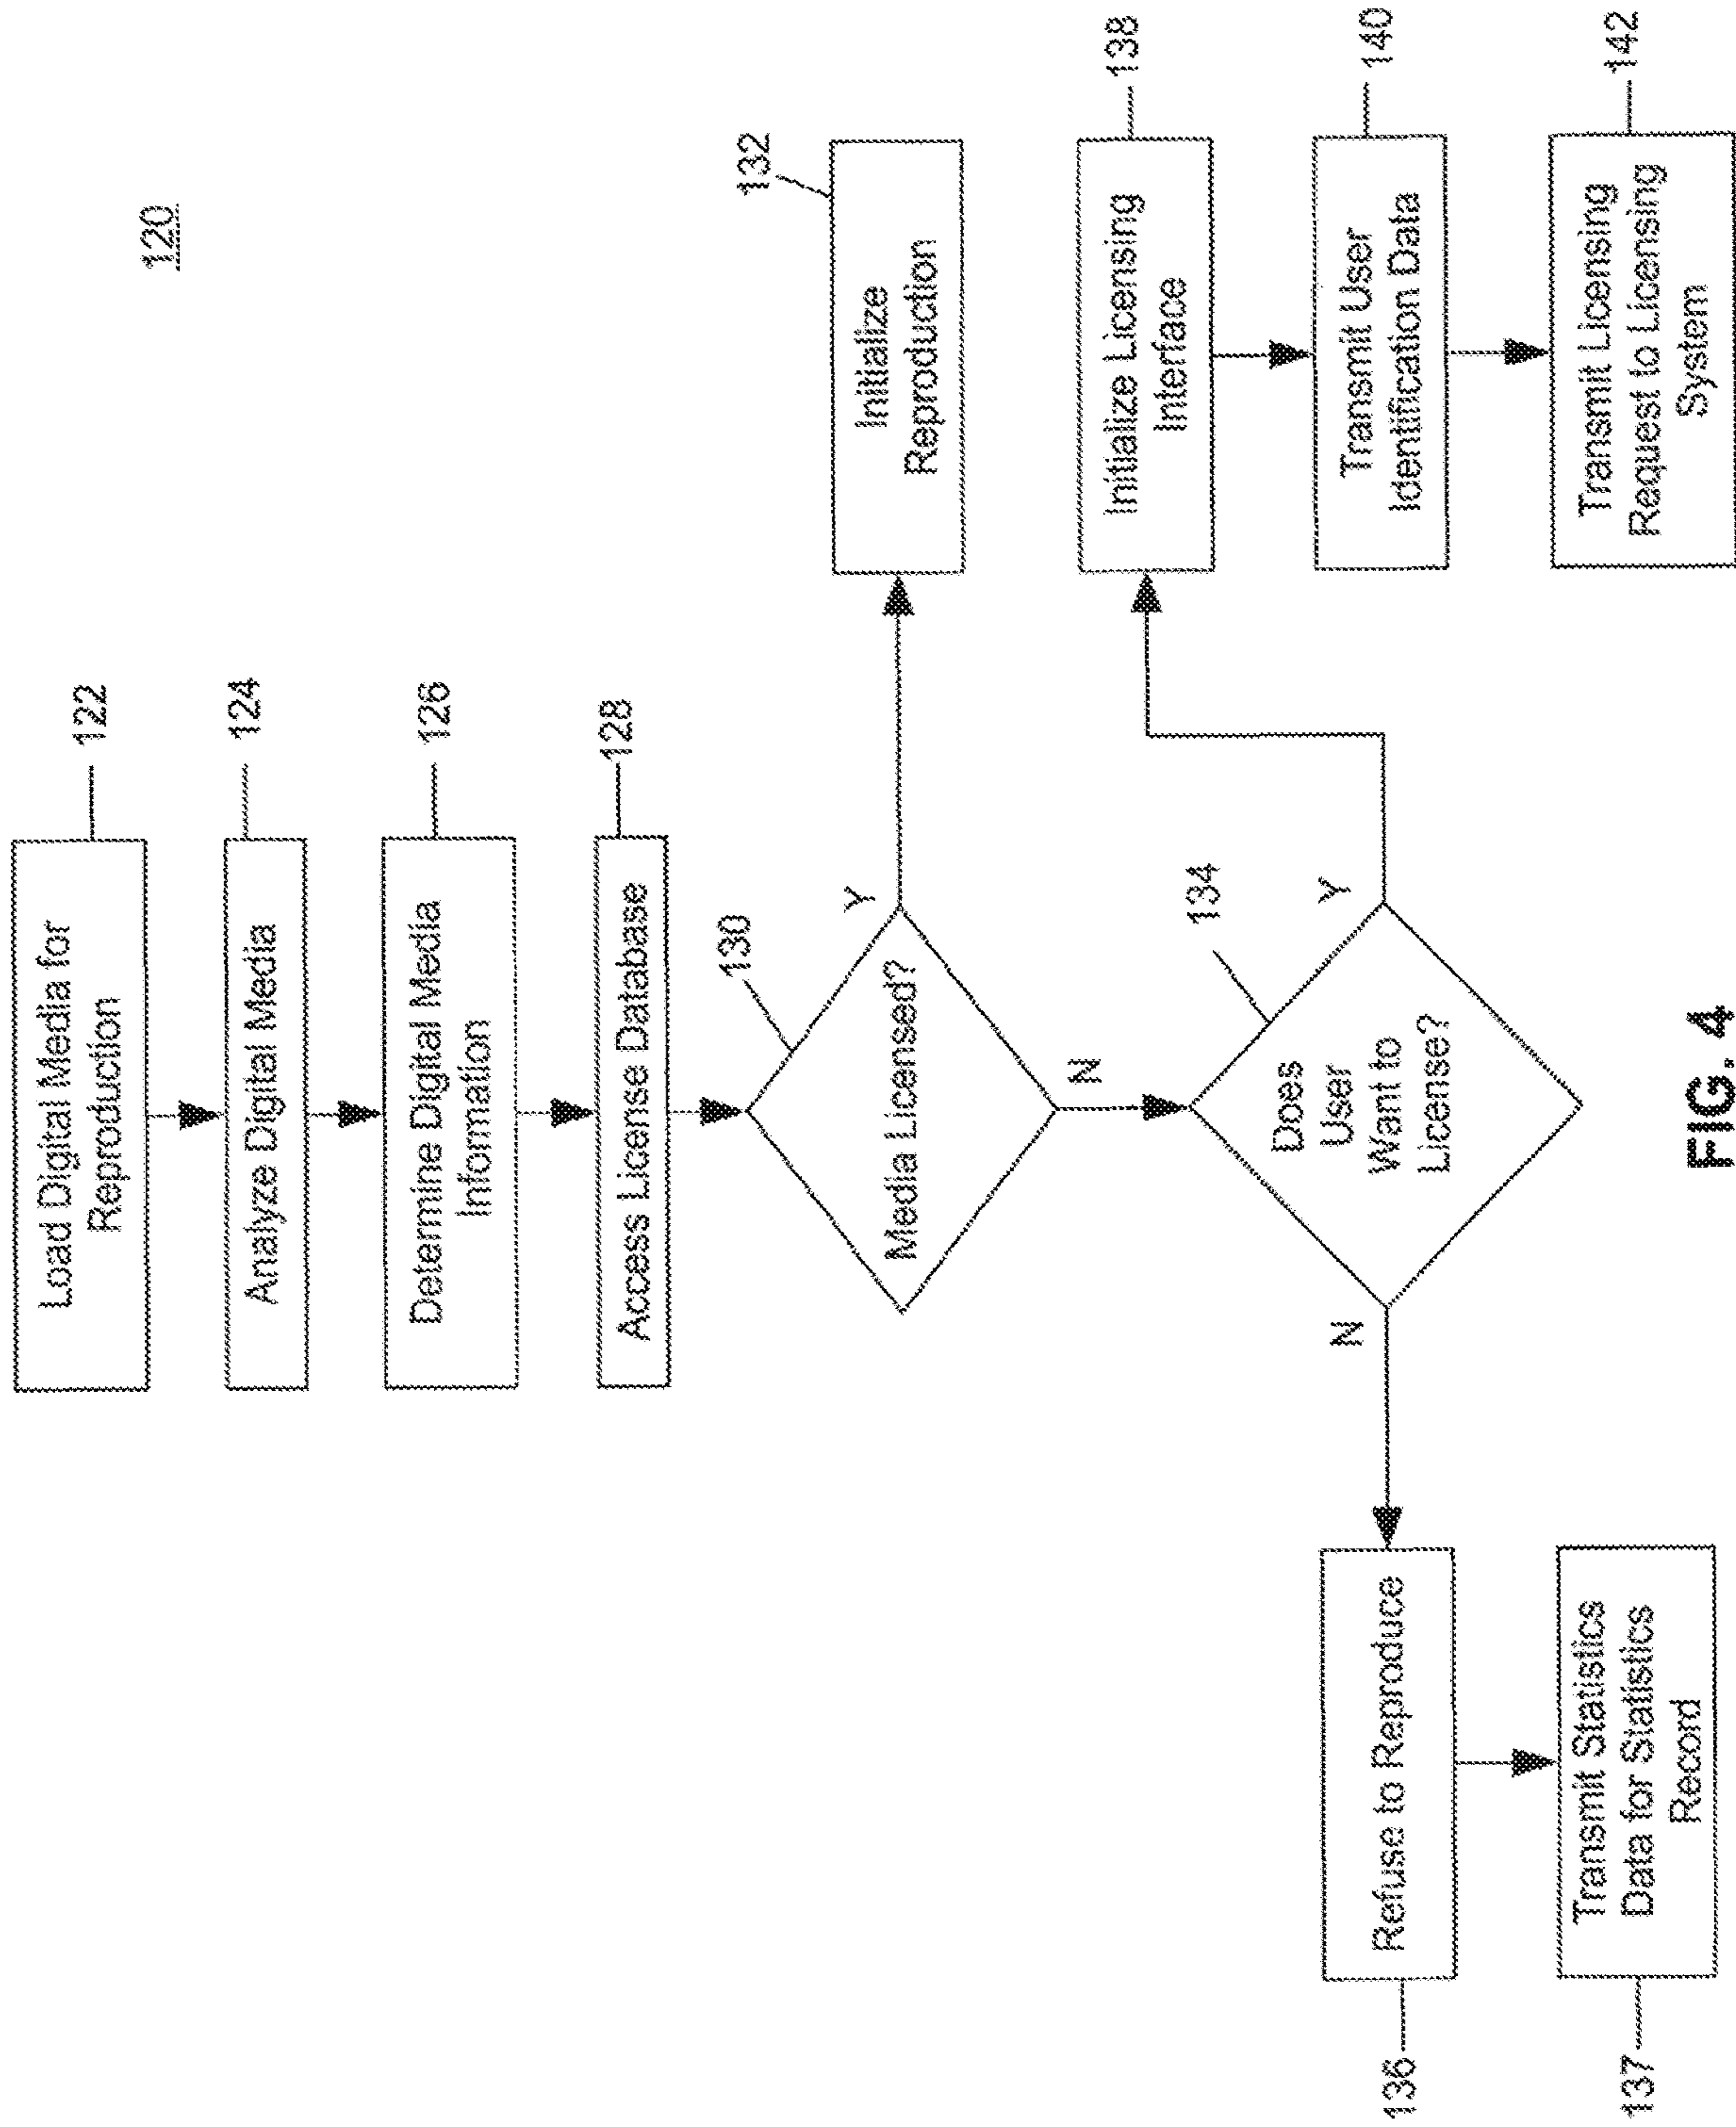 120
Load Digital Media for
Reproduction
122
Analyze Digital Media
124
Determine Digital Media
Information
126
Access License Database
128
Media Licensed?
130
Y
N
Initialize
Reproduction
132
Does
User
Want to
License?
134
Y
N
Initialize Licensing
Interface
138
Transmit User
Identification Data
140
Transmit Licensing
Request to Licensing
System
142
Refuse to Reproduce
136
Transmit Statistics
Data for Statistics
Record
137
FIG. 4